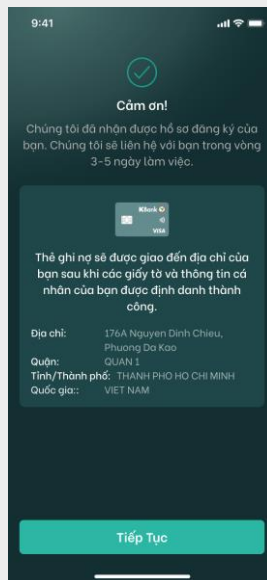 9:41
Cảm ơn!
Chúng tôi đã nhận được hồ sơ đăng ký của
bạn. Chúng tôi sẽ liên hệ với bạn trong vòng
3-5 ngày làm việc.
KBank
VISA
Thẻ ghi nợ sẽ được giao đến địa chỉ của
bạn sau khi các giấy tờ và thông tin cá
nhân của bạn được định danh thành
công.
Địa chỉ: 176A Nguyen Dinh Chieu,
Phuong Da Kao
Quận: QUAN 1
Tỉnh/Thành phố: THANH PHO HO CHI MINH
Quốc gia:: VIET NAM
Tiếp Tục